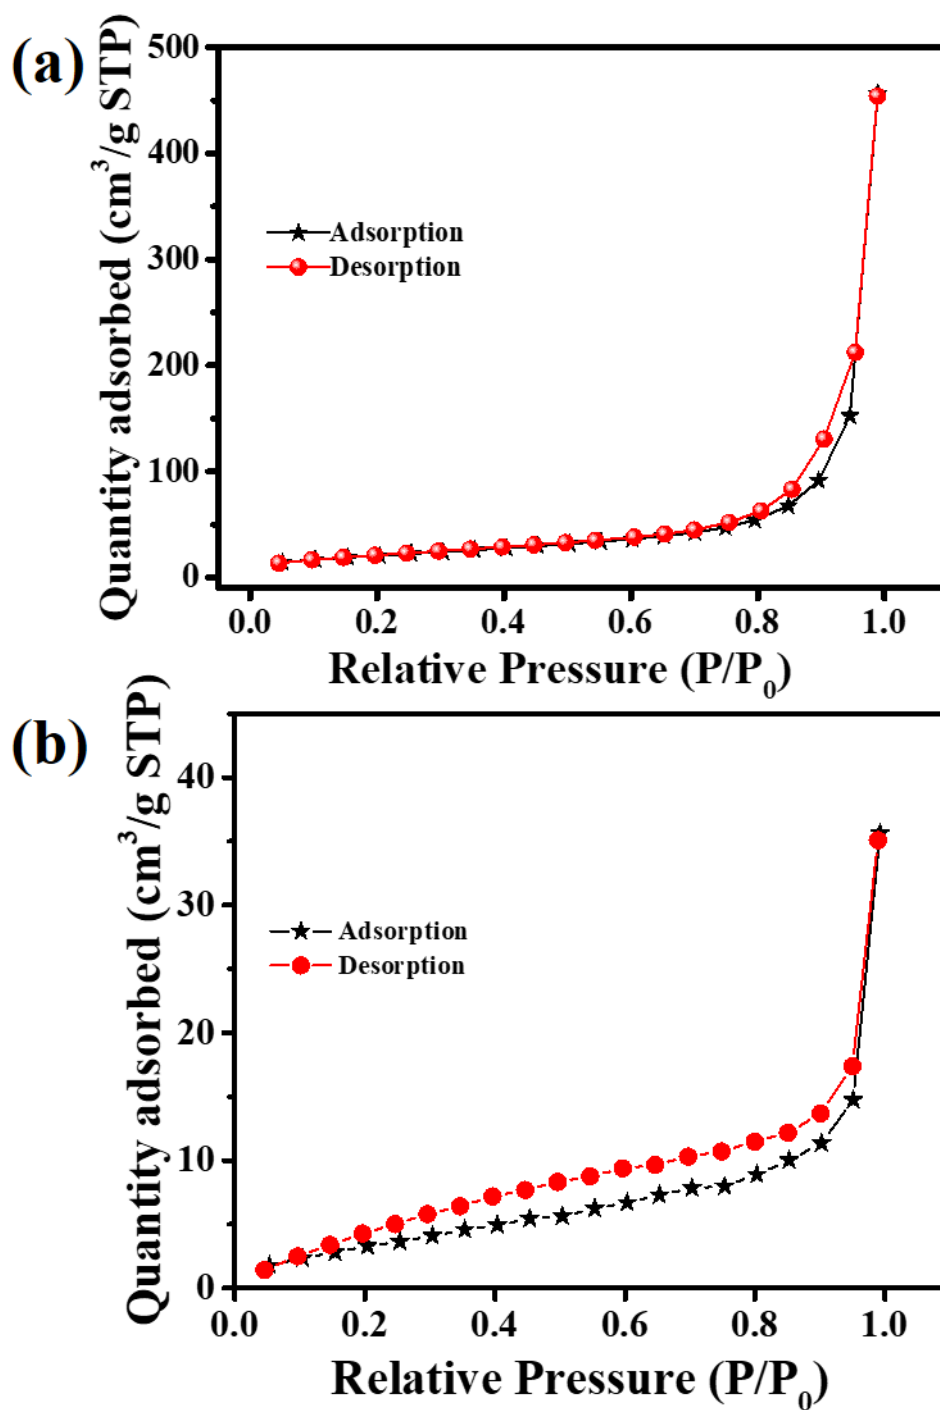 (a)
Quantity adsorbed (cm³/g STP)
500
400
300
200
100
0
Adsorption
Desorption
0.0 0.2 0.4 0.6 0.8 1.0
Relative Pressure (P/P₀)
(b)
Quantity adsorbed (cm³/g STP)
40
30
20
10
0
Adsorption
Desorption
0.0 0.2 0.4 0.6 0.8 1.0
Relative Pressure (P/P₀)